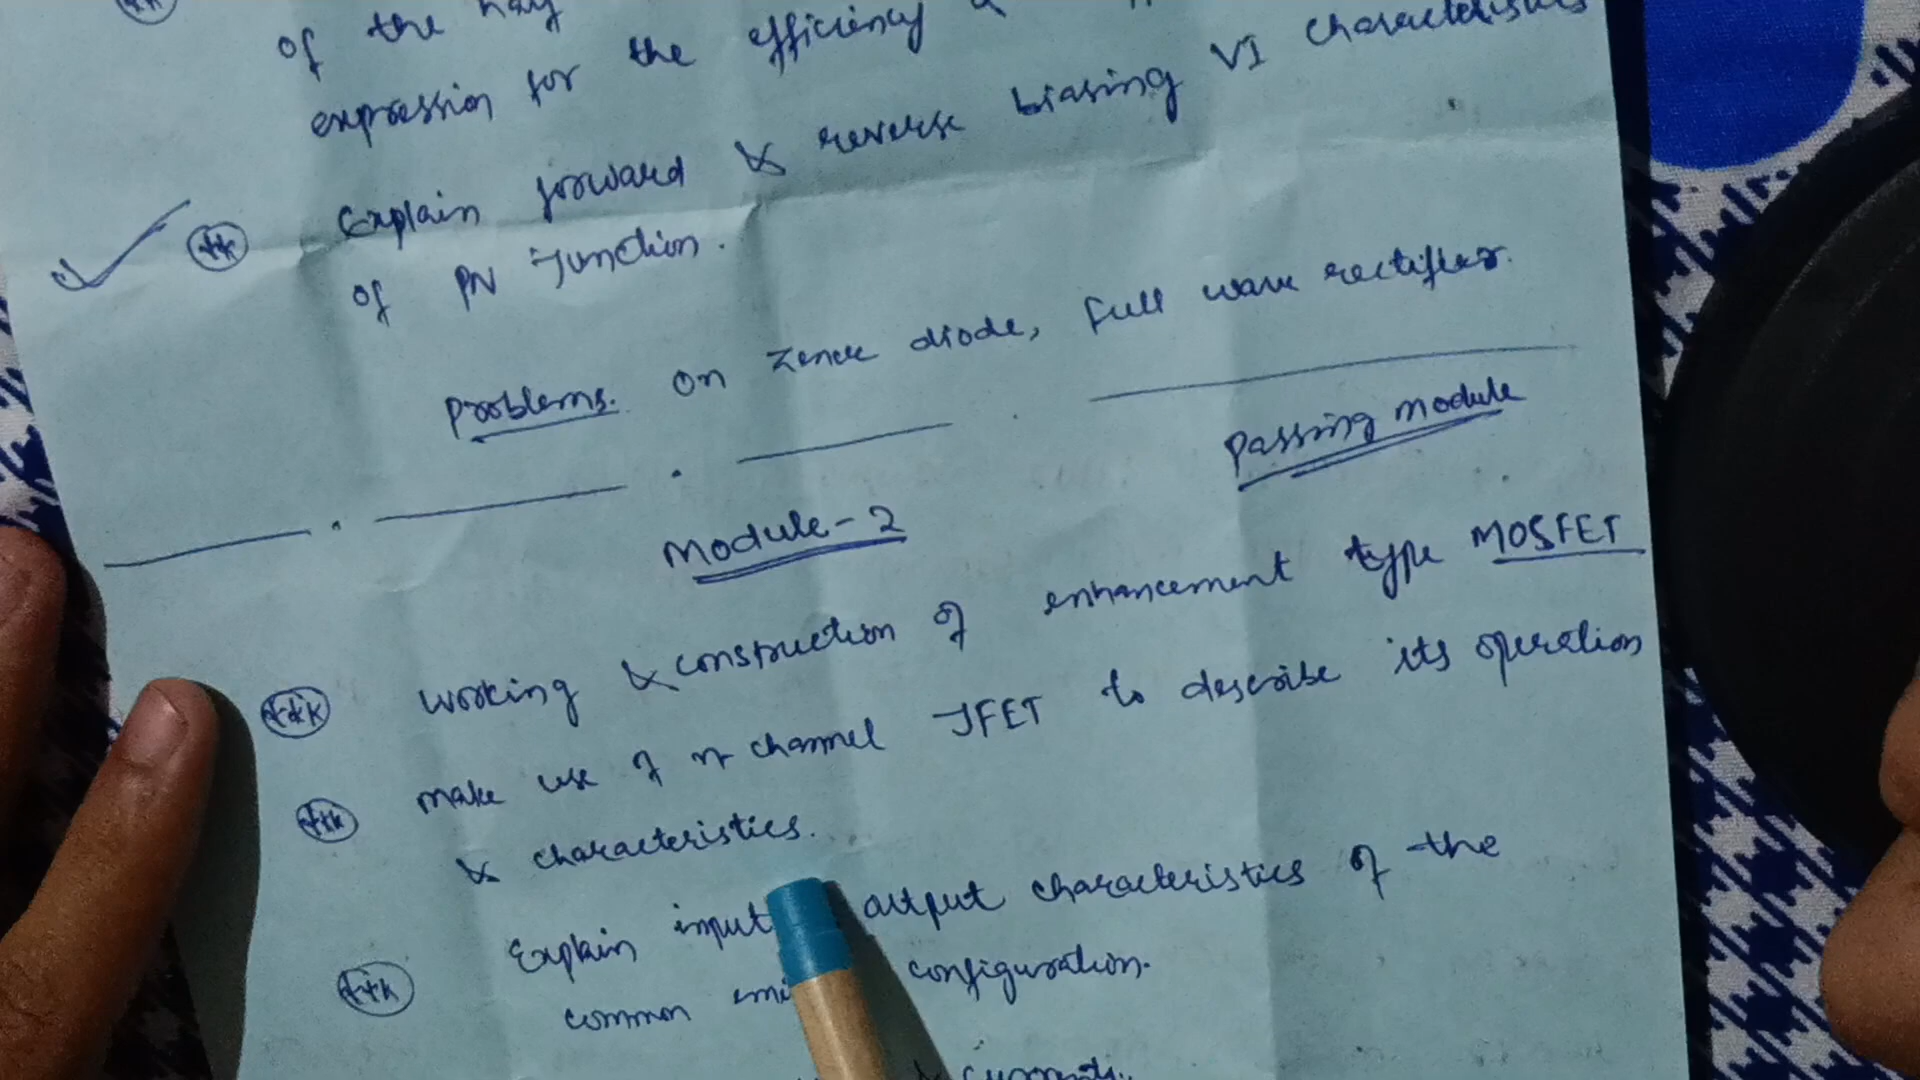 of the
expression for the efficiency
** Explain forward & reverse biasing VI characteristics
of PN Junction.
Problems. on zener diode, full wave rectifier.
Passing module
Module-2
*** working & construction of enhancement type MOSFET
*** make use of n channel JFET to describe its operation
& characteristics.
*** Explain input output characteristics of the
common configuration.
& currents.